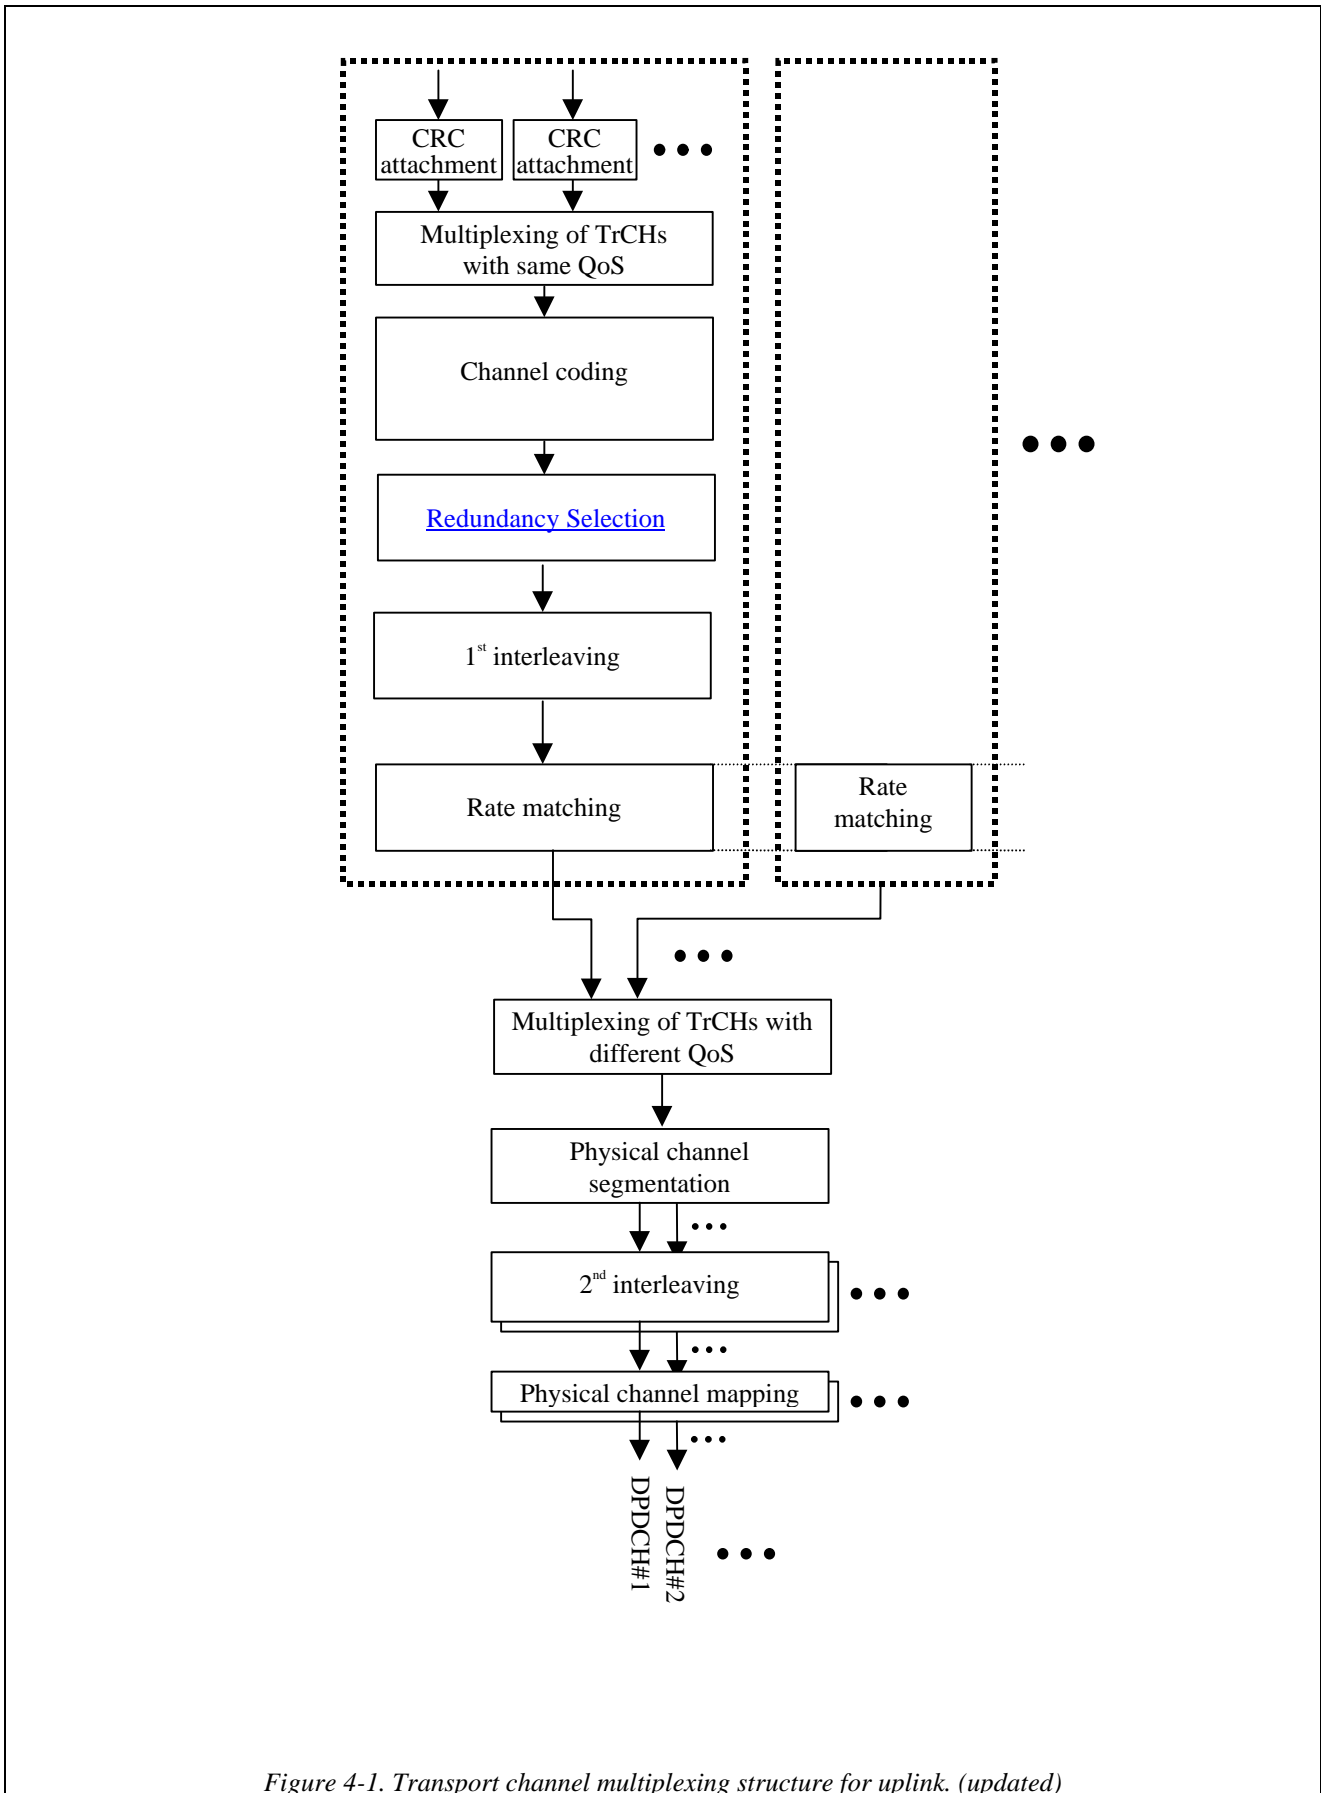 CRC
attachment
CRC
attachment
Multiplexing of TrCHs
with same QoS
Channel coding
Redundancy Selection
1st interleaving
Rate matching
Rate
matching
Multiplexing of TrCHs with
different QoS
Physical channel
segmentation
2nd interleaving
Physical channel mapping
DPDCH#1
DPDCH#2
Figure 4-1. Transport channel multiplexing structure for uplink. (updated)